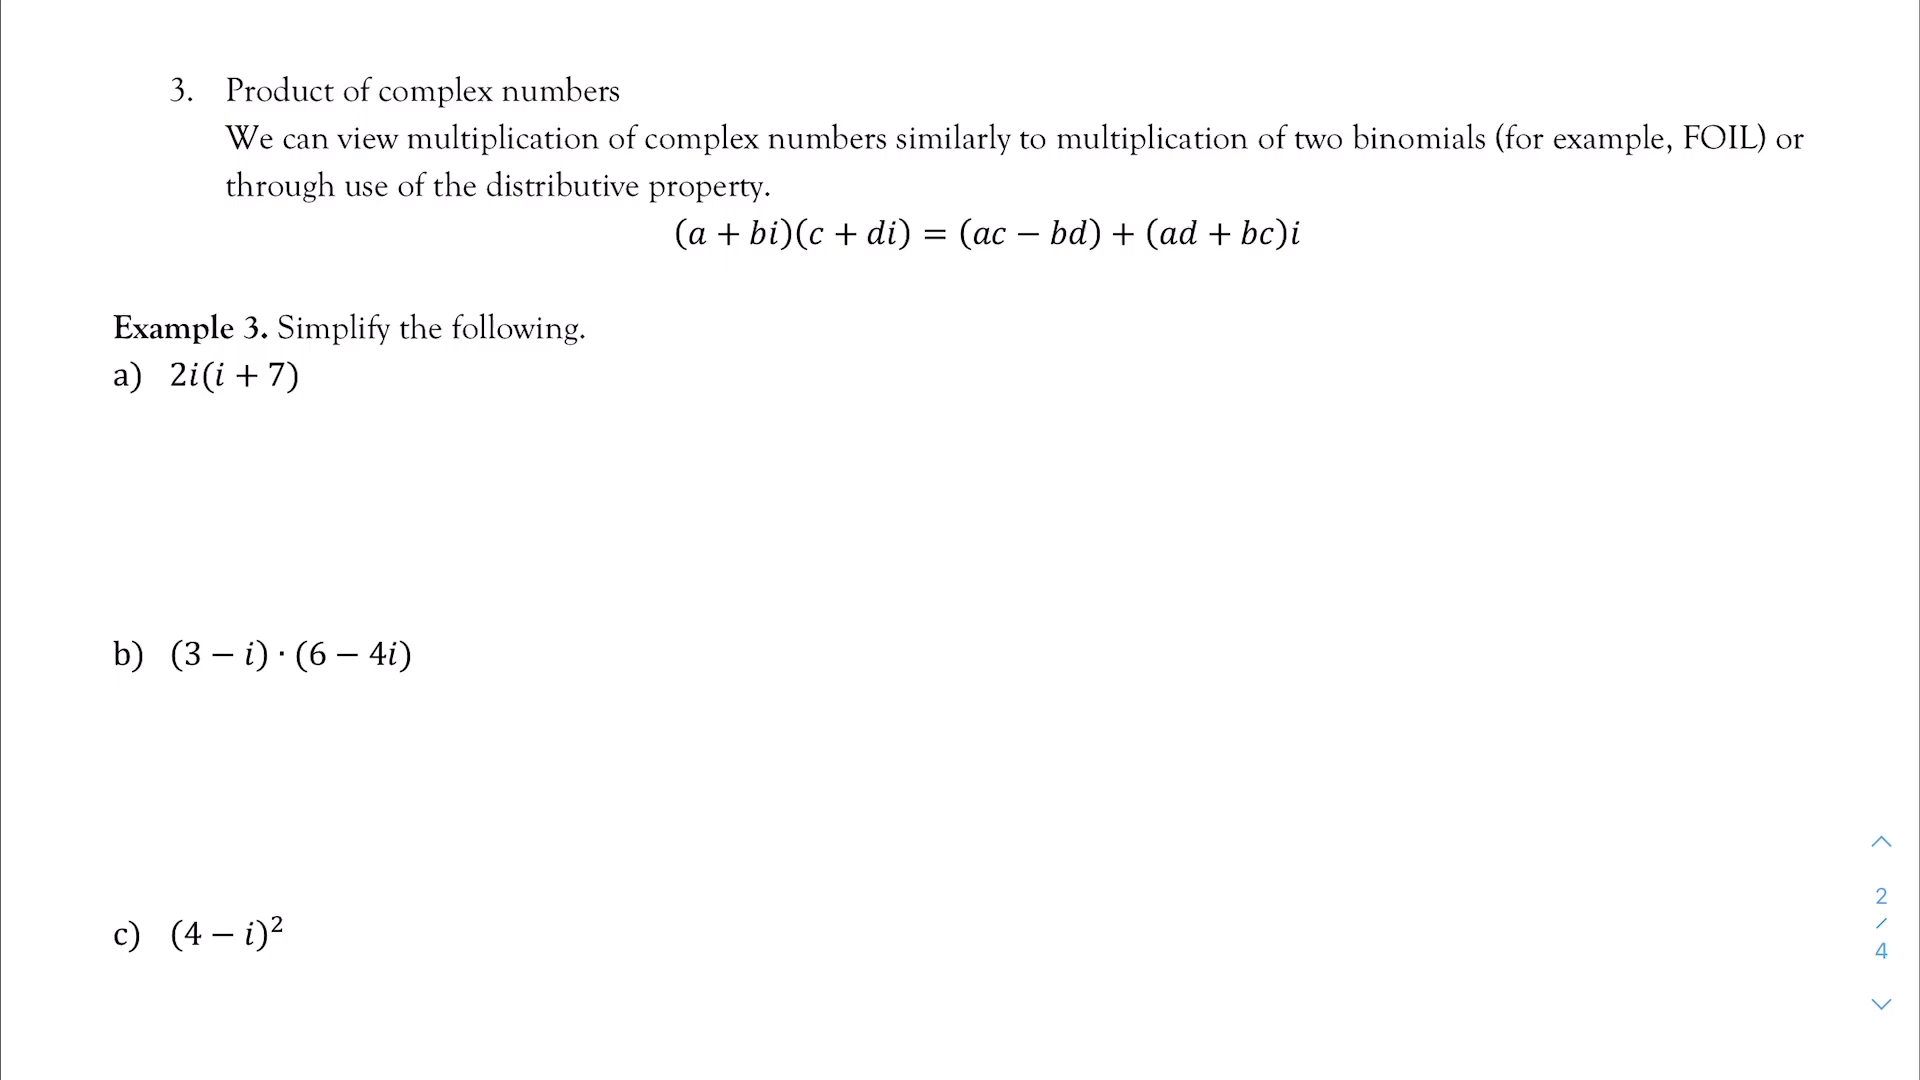 3. Product of complex numbers
We can view multiplication of complex numbers similarly to multiplication of two binomials (for example, FOIL) or
through use of the distributive property.
(a + bi)(c + di) = (ac − bd) + (ad + bc)i
Example 3. Simplify the following.
a) 2i(i + 7)
b) (3 − i) · (6 − 4i)
c) (4 − i)²
2
/
4